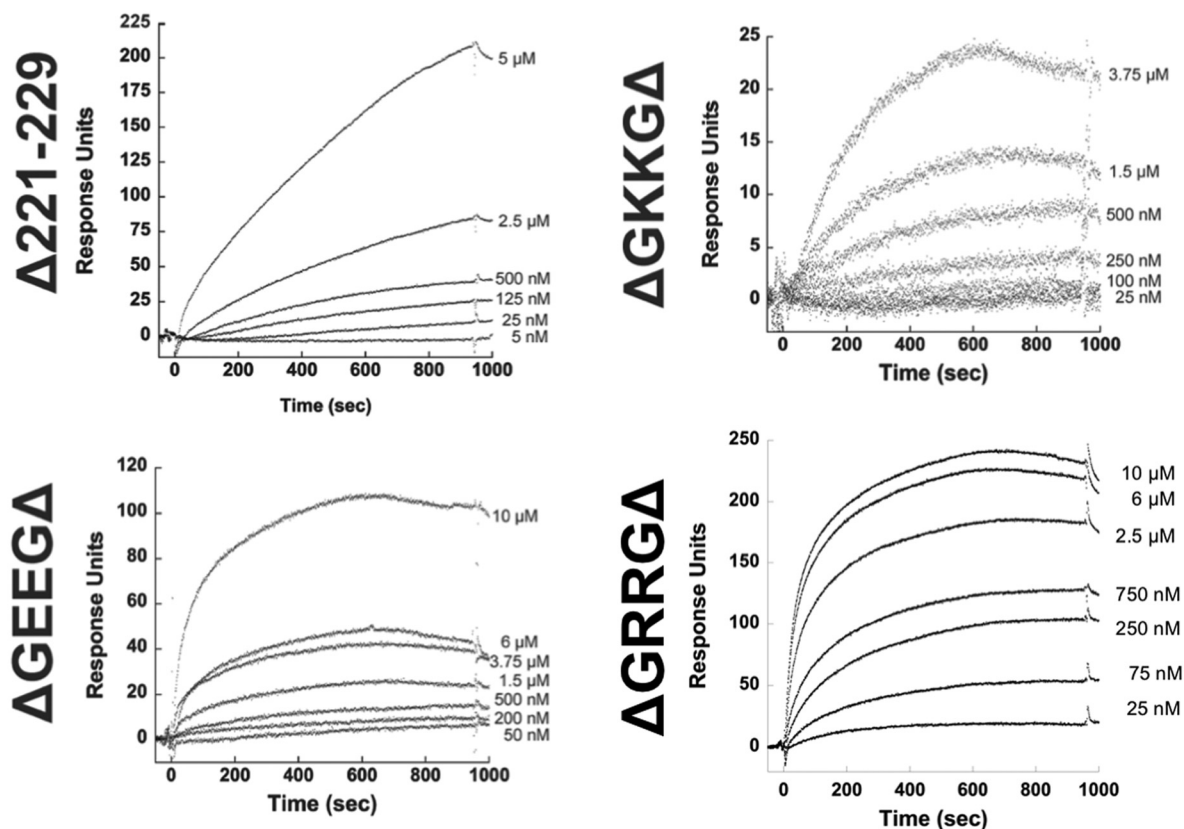 Δ221-229
Response Units
225
200
175
150
125
100
75
50
25
0
5 µM
2.5 µM
500 nM
125 nM
25 nM
5 nM
0 200 400 600 800 1000
Time (sec)
ΔGKKGΔ
Response Units
25
20
15
10
5
0
3.75 µM
1.5 µM
500 nM
250 nM
100 nM
25 nM
0 200 400 600 800 1000
Time (sec)
ΔGEEGΔ
Response Units
120
100
80
60
40
20
0
10 µM
6 µM
3.75 µM
1.5 µM
500 nM
200 nM
50 nM
0 200 400 600 800 1000
Time (sec)
ΔGRRGΔ
Response Units
250
200
150
100
50
0
10 µM
6 µM
2.5 µM
750 nM
250 nM
75 nM
25 nM
0 200 400 600 800 1000
Time (sec)